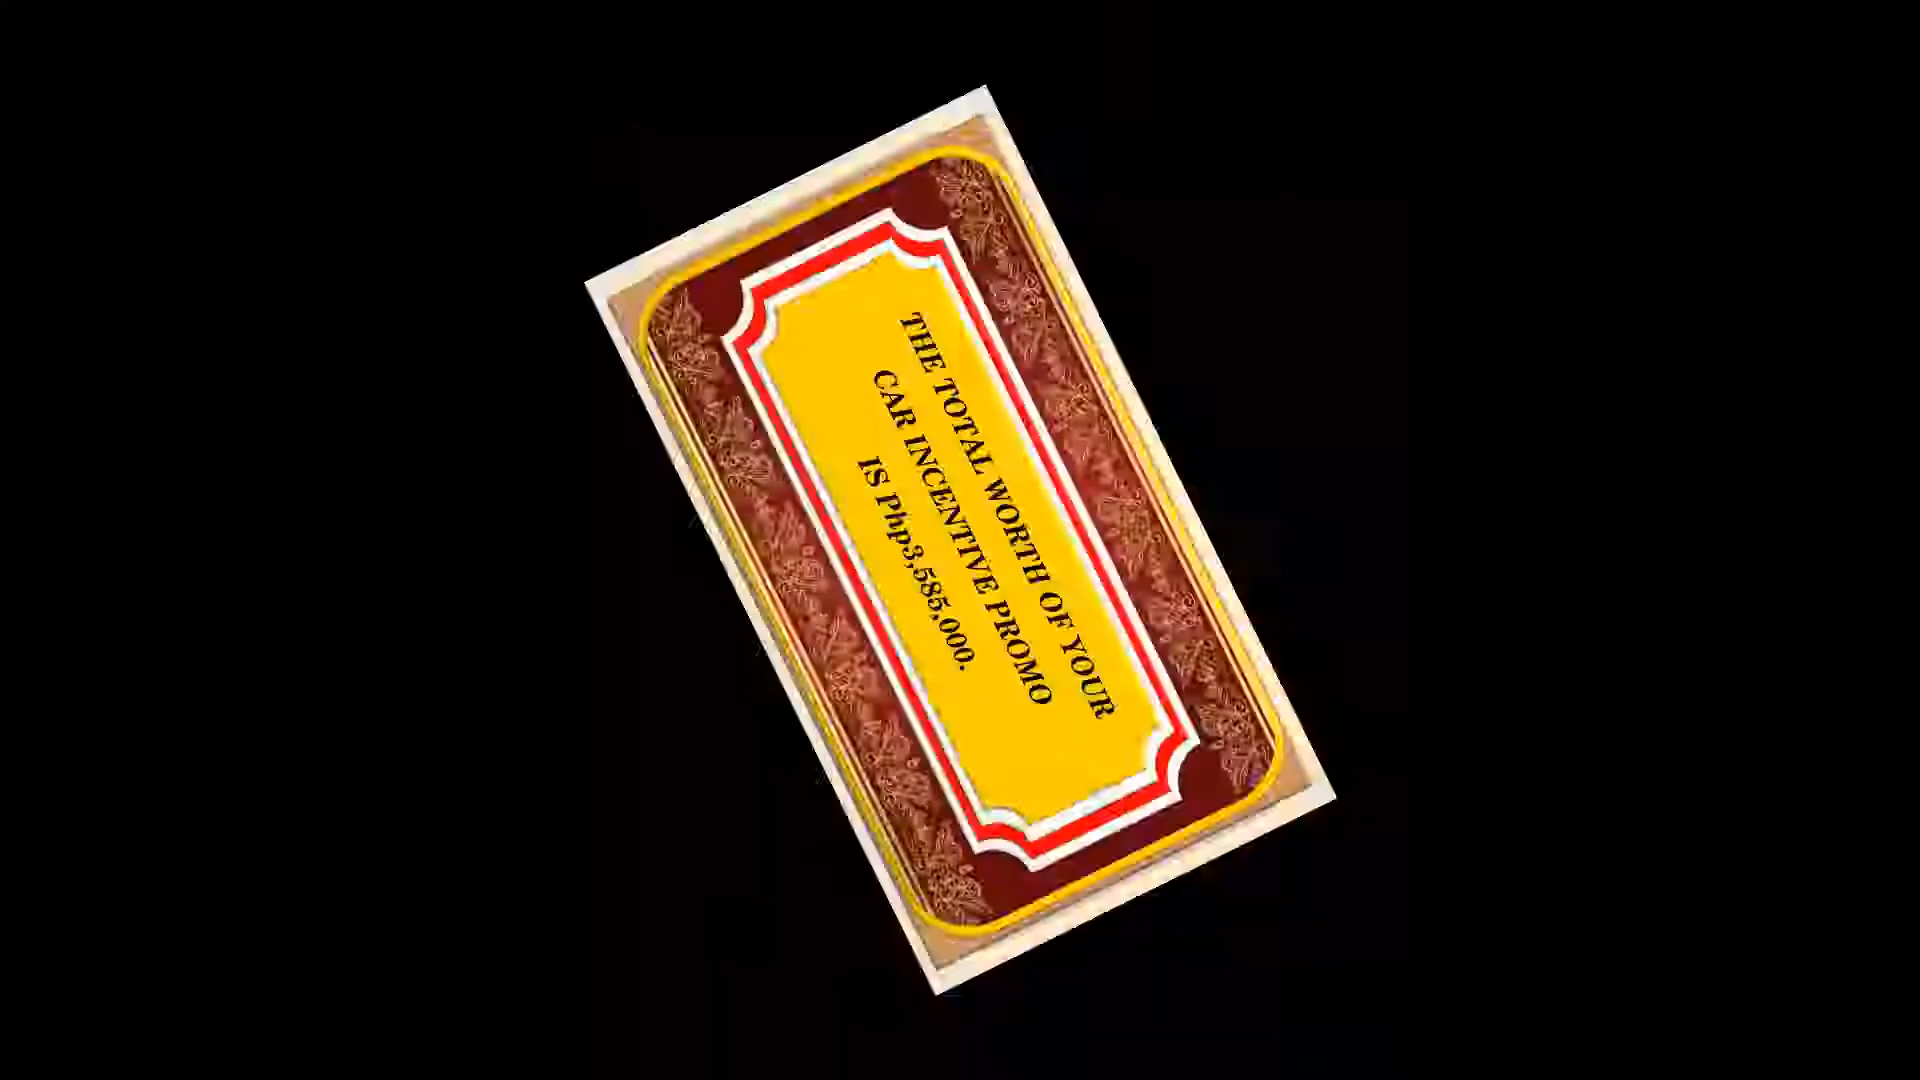 THE TOTAL WORTH OF YOUR
CAR INCENTIVE PROMO
IS Php3,585,000.